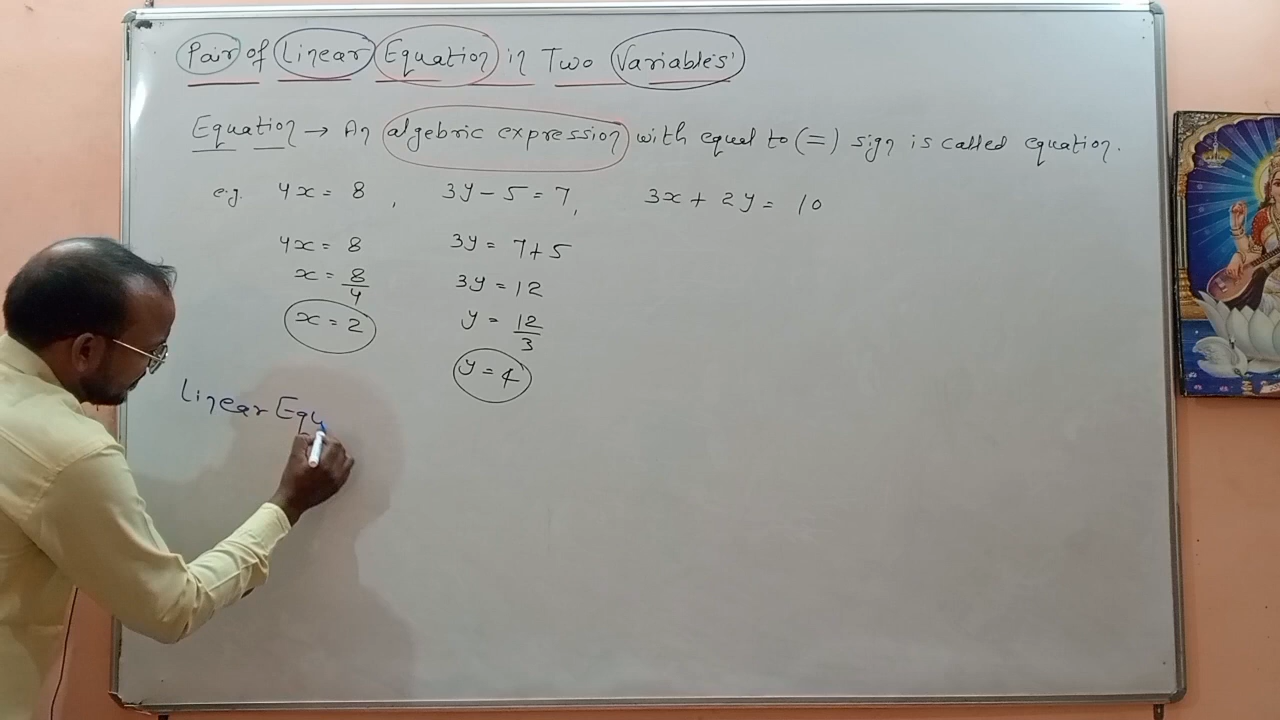 Pair of Linear Equation in Two Variables'
Equation → An algebric expression with equal to (=) sign is called equation.
e.g. 4x = 8 , 3y - 5 = 7, 3x + 2y = 10
4x = 8 3y = 7+5
x = 8/4 3y = 12
x = 2 y = 12/3
y = 4
Linear Equ